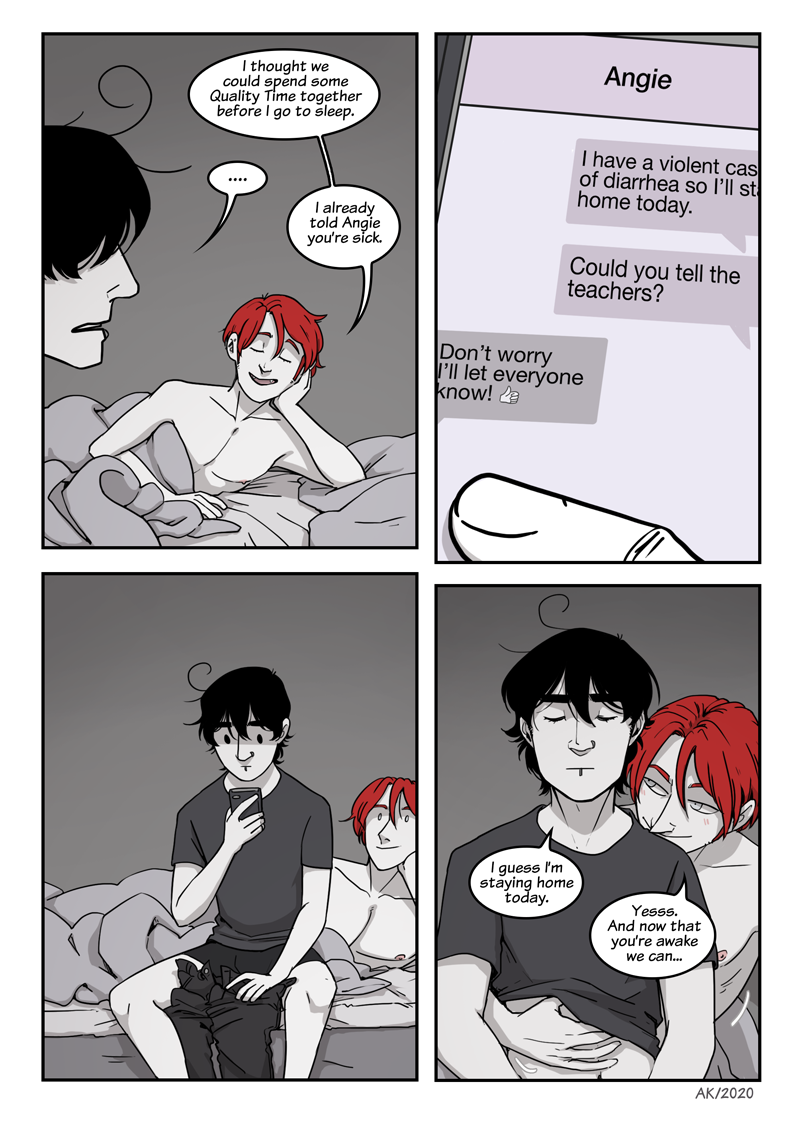 I thought we
could spend some
Quality Time together
before I go to sleep.
....
I already
told Angie
you're sick.
Angie
I have a violent cas
of diarrhea so I'll sta
home today.
Could you tell the
teachers?
Don't worry
I'll let everyone
know! 👍
I guess I'm
staying home
today.
Yesss.
And now that
you're awake
we can...
AK/2020